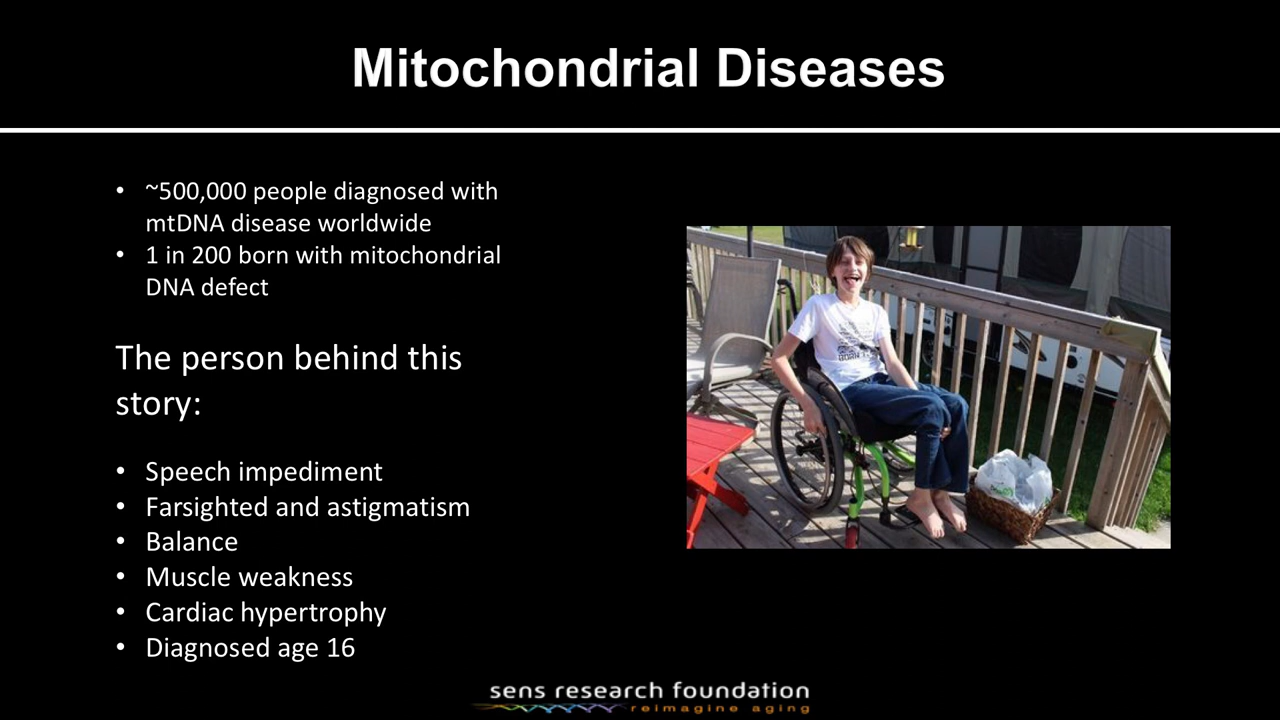 Mitochondrial Diseases
• ~500,000 people diagnosed with
mtDNA disease worldwide
• 1 in 200 born with mitochondrial
DNA defect
The person behind this
story:
• Speech impediment
• Farsighted and astigmatism
• Balance
• Muscle weakness
• Cardiac hypertrophy
• Diagnosed age 16
sens research foundation
reimagine aging